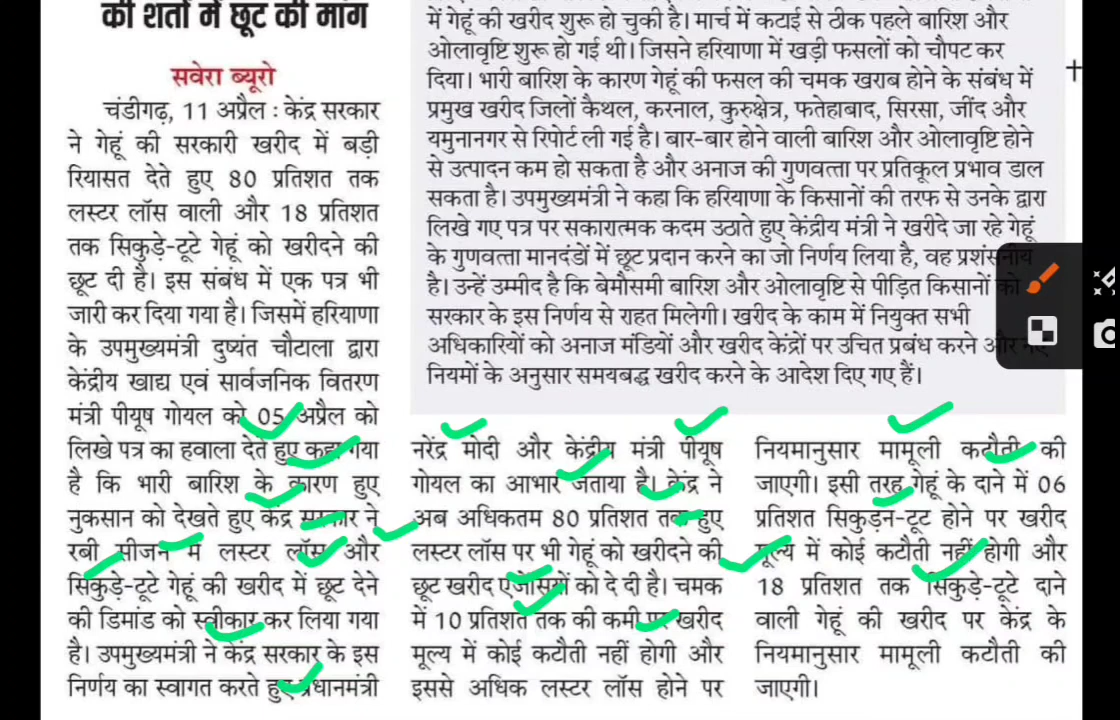 की शर्तों में छूट की मांग
सवेरा ब्यूरो
चंडीगढ़, 11 अप्रैल : केंद्र सरकार
ने गेहूं की सरकारी खरीद में बड़ी
रियासत देते हुए 80 प्रतिशत तक
लस्टर लॉस वाली और 18 प्रतिशत
तक सिकुड़े-टूटे गेहूं को खरीदने की
छूट दी है। इस संबंध में एक पत्र भी
जारी कर दिया गया है। जिसमें हरियाणा
के उपमुख्यमंत्री दुष्यंत चौटाला द्वारा
केंद्रीय खाद्य एवं सार्वजनिक वितरण
मंत्री पीयूष गोयल को 05 अप्रैल को
लिखे पत्र का हवाला देते हुए कहा गया
है कि भारी बारिश के कारण हुए
नुकसान को देखते हुए केंद्र सरकार ने
रबी सीजन में लस्टर लॉस और
सिकुड़े-टूटे गेहूं की खरीद में छूट देने
की डिमांड को स्वीकार कर लिया गया
है। उपमुख्यमंत्री ने केंद्र सरकार के इस
निर्णय का स्वागत करते हुए प्रधानमंत्री
नरेंद्र मोदी और केंद्रीय मंत्री पीयूष
गोयल का आभार जताया है। केंद्र ने
अब अधिकतम 80 प्रतिशत तक हुए
लस्टर लॉस पर भी गेहूं को खरीदने की
छूट खरीद एजेंसियों को दे दी है। चमक
में 10 प्रतिशत तक की कमी पर खरीद
मूल्य में कोई कटौती नहीं होगी और
इससे अधिक लस्टर लॉस होने पर
नियमानुसार मामूली कटौती की
जाएगी। इसी तरह गेहूं के दाने में 06
प्रतिशत सिकुड़न-टूट होने पर खरीद
मूल्य में कोई कटौती नहीं होगी और
18 प्रतिशत तक सिकुड़े-टूटे दाने
वाली गेहूं की खरीद पर केंद्र के
नियमानुसार मामूली कटौती की
जाएगी।
में गेहूं की खरीद शुरू हो चुकी है। मार्च में कटाई से ठीक पहले बारिश और
ओलावृष्टि शुरू हो गई थी। जिसने हरियाणा में खड़ी फसलों को चौपट कर
दिया। भारी बारिश के कारण गेहूं की फसल की चमक खराब होने के संबंध में
प्रमुख खरीद जिलों कैथल, करनाल, कुरुक्षेत्र, फतेहाबाद, सिरसा, जींद और
यमुनानगर से रिपोर्ट ली गई है। बार-बार होने वाली बारिश और ओलावृष्टि होने
से उत्पादन कम हो सकता है और अनाज की गुणवत्ता पर प्रतिकूल प्रभाव डाल
सकता है। उपमुख्यमंत्री ने कहा कि हरियाणा के किसानों की तरफ से उनके द्वारा
लिखे गए पत्र पर सकारात्मक कदम उठाते हुए केंद्रीय मंत्री ने खरीदे जा रहे गेहूं
के गुणवत्ता मानदंडों में छूट प्रदान करने का जो निर्णय लिया है, वह प्रशंसनीय
है। उन्हें उम्मीद है कि बेमौसमी बारिश और ओलावृष्टि से पीड़ित किसानों को
सरकार के इस निर्णय से राहत मिलेगी। खरीद के काम में नियुक्त सभी
अधिकारियों को अनाज मंडियों और खरीद केंद्रों पर उचित प्रबंध करने और नए
नियमों के अनुसार समयबद्ध खरीद करने के आदेश दिए गए हैं।